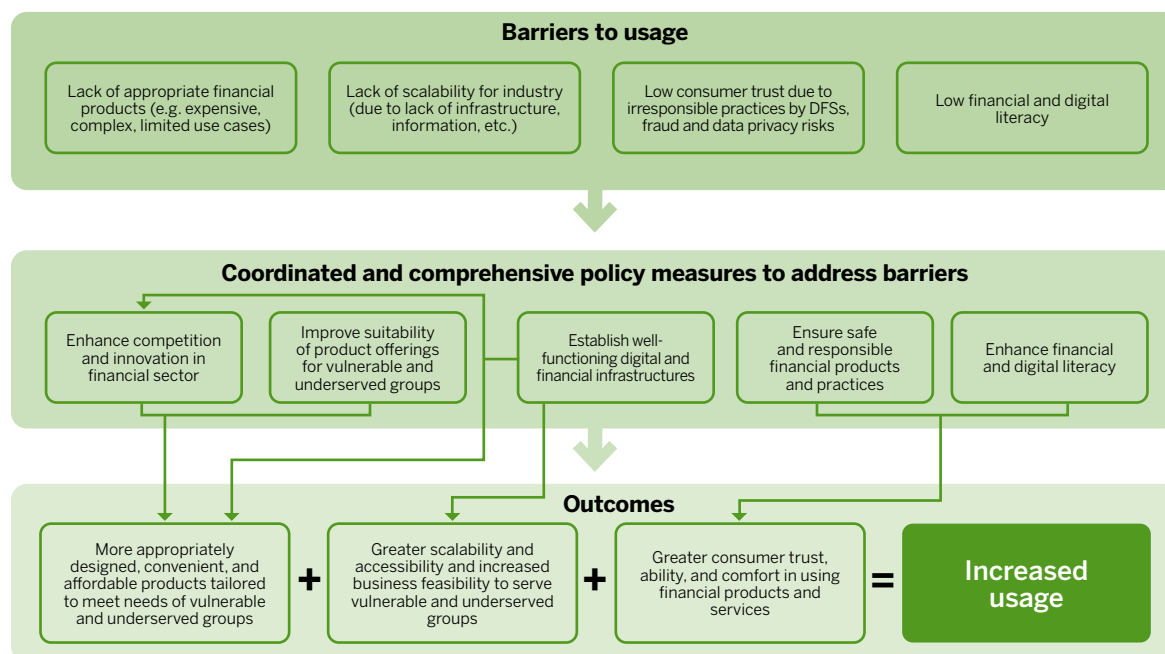 Barriers to usage
Lack of appropriate financial
products (e.g. expensive,
complex, limited use cases)
Lack of scalability for industry
(due to lack of infrastructure,
information, etc.)
Low consumer trust due to
irresponsible practices by DFSs,
fraud and data privacy risks
Low financial and digital
literacy
Coordinated and comprehensive policy measures to address barriers
Enhance competition
and innovation in
financial sector
Improve suitability
of product offerings
for vulnerable and
underserved groups
Establish well-
functioning digital and
financial infrastructures
Ensure safe
and responsible
financial products
and practices
Enhance financial
and digital literacy
Outcomes
More appropriately
designed, convenient, and
affordable products tailored
to meet needs of vulnerable
and underserved groups
+
Greater scalability and
accessibility and increased
business feasibility to serve
vulnerable and underserved
groups
+
Greater consumer trust,
ability, and comfort in using
financial products and
services
=
Increased
usage